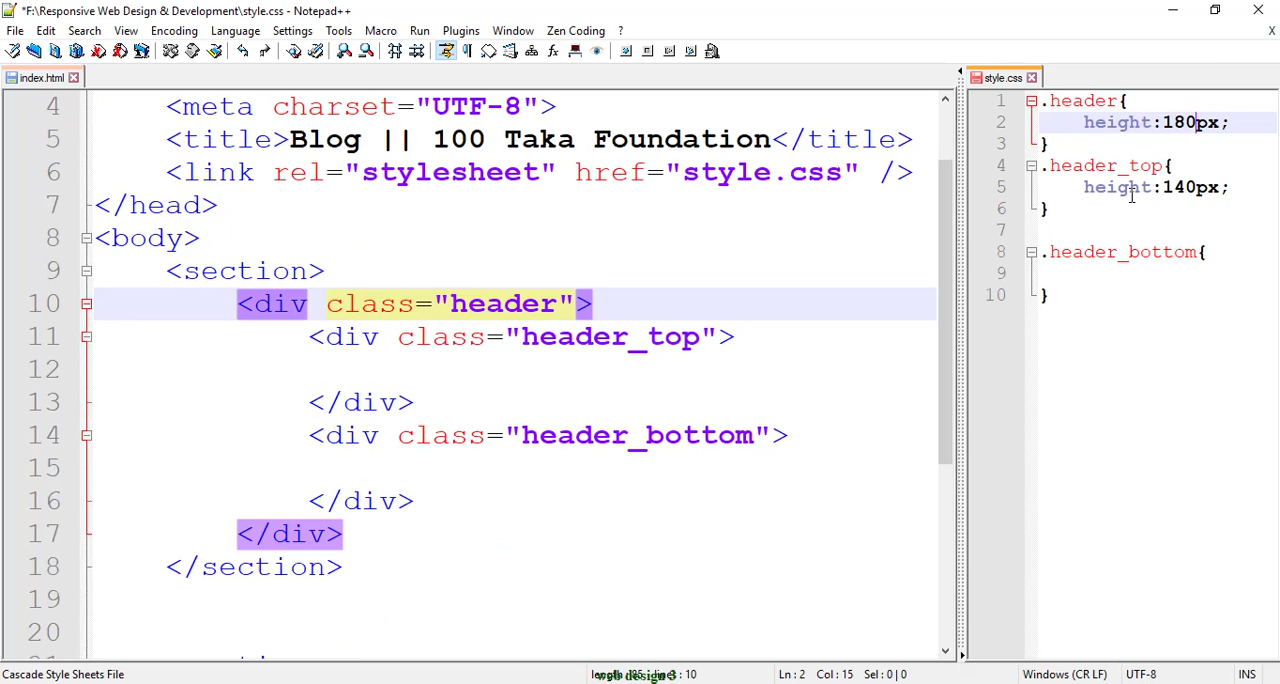 *F:\Responsive Web Design & Development\style.css - Notepad++
File Edit Search View Encoding Language Settings Tools Macro Run Plugins Window Zen Coding ? X
index.html
4 <meta charset="UTF-8">
5 <title>Blog || 100 Taka Foundation</title>
6 <link rel="stylesheet" href="style.css" />
7 </head>
8 <body>
9 <section>
10 <div class="header">
11 <div class="header_top">
12
13 </div>
14 <div class="header_bottom">
15
16 </div>
17 </div>
18 </section>
19
20
style.css
1 .header{
2 height:180px;
3 }
4 .header_top{
5 height:140px;
6 }
7
8 .header_bottom{
9
10 }
Cascade Style Sheets File web design 3 : 10 Ln : 2 Col : 15 Sel : 0 | 0 Windows (CR LF) UTF-8 INS